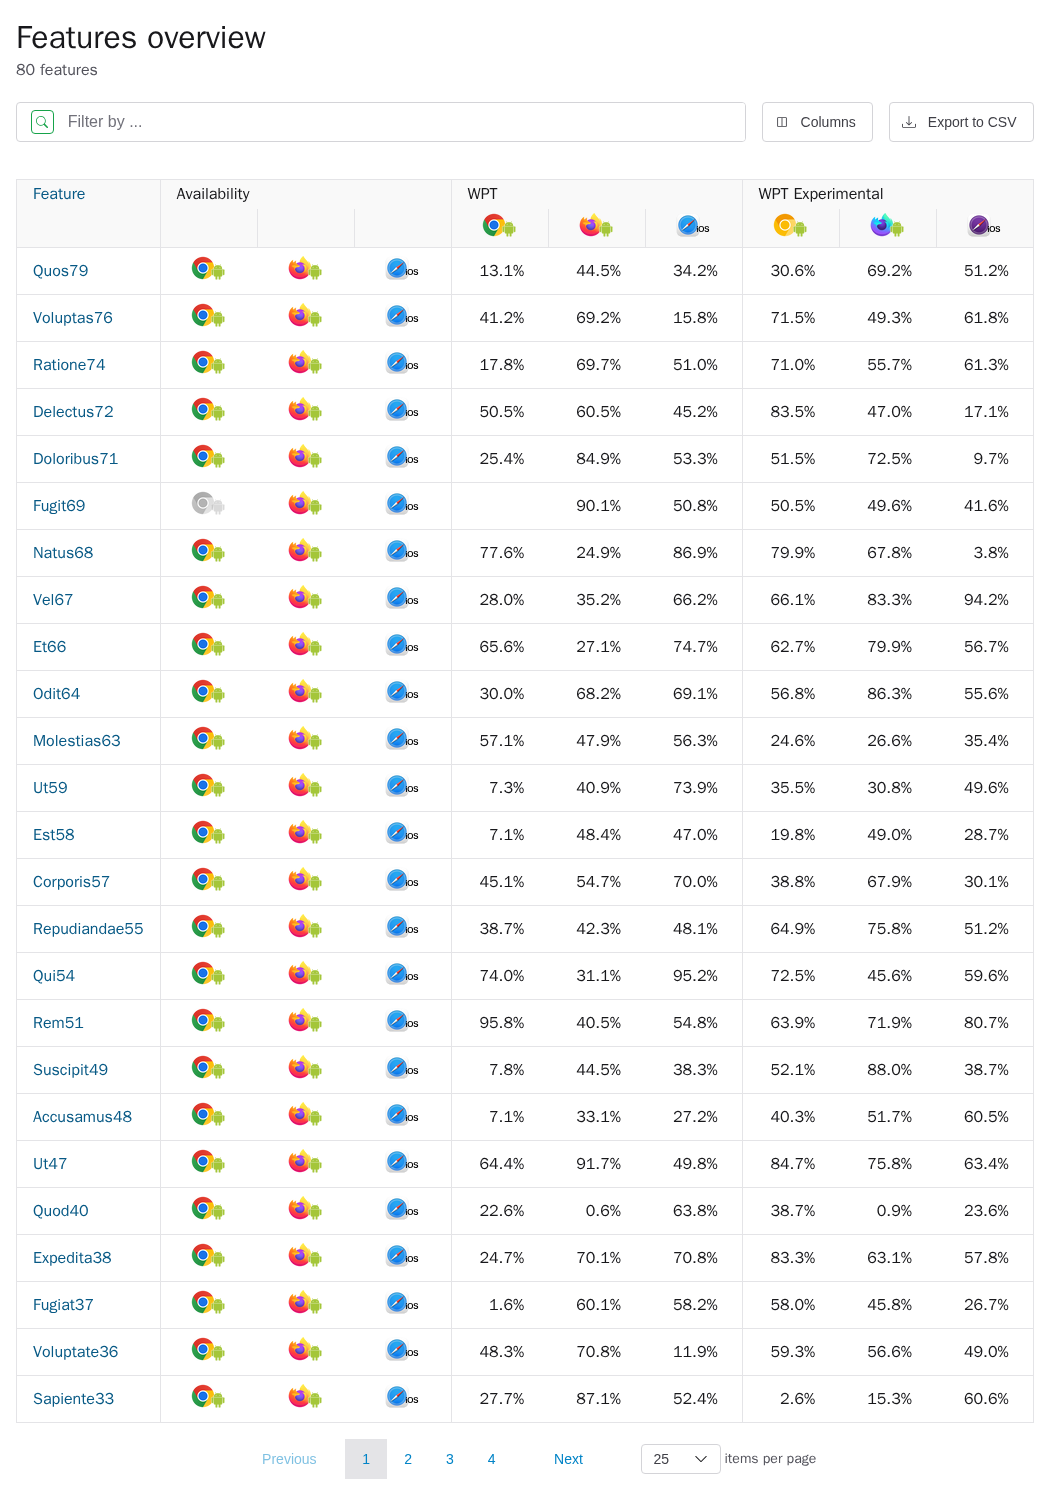 Features overview
80 features
Filter by ...
Columns
Export to CSV
Feature Availability WPT WPT Experimental
iOS iOS
Quos79 iOS 13.1% 44.5% 34.2% 30.6% 69.2% 51.2%
Voluptas76 iOS 41.2% 69.2% 15.8% 71.5% 49.3% 61.8%
Ratione74 iOS 17.8% 69.7% 51.0% 71.0% 55.7% 61.3%
Delectus72 iOS 50.5% 60.5% 45.2% 83.5% 47.0% 17.1%
Doloribus71 iOS 25.4% 84.9% 53.3% 51.5% 72.5% 9.7%
Fugit69 iOS 90.1% 50.8% 50.5% 49.6% 41.6%
Natus68 iOS 77.6% 24.9% 86.9% 79.9% 67.8% 3.8%
Vel67 iOS 28.0% 35.2% 66.2% 66.1% 83.3% 94.2%
Et66 iOS 65.6% 27.1% 74.7% 62.7% 79.9% 56.7%
Odit64 iOS 30.0% 68.2% 69.1% 56.8% 86.3% 55.6%
Molestias63 iOS 57.1% 47.9% 56.3% 24.6% 26.6% 35.4%
Ut59 iOS 7.3% 40.9% 73.9% 35.5% 30.8% 49.6%
Est58 iOS 7.1% 48.4% 47.0% 19.8% 49.0% 28.7%
Corporis57 iOS 45.1% 54.7% 70.0% 38.8% 67.9% 30.1%
Repudiandae55 iOS 38.7% 42.3% 48.1% 64.9% 75.8% 51.2%
Qui54 iOS 74.0% 31.1% 95.2% 72.5% 45.6% 59.6%
Rem51 iOS 95.8% 40.5% 54.8% 63.9% 71.9% 80.7%
Suscipit49 iOS 7.8% 44.5% 38.3% 52.1% 88.0% 38.7%
Accusamus48 iOS 7.1% 33.1% 27.2% 40.3% 51.7% 60.5%
Ut47 iOS 64.4% 91.7% 49.8% 84.7% 75.8% 63.4%
Quod40 iOS 22.6% 0.6% 63.8% 38.7% 0.9% 23.6%
Expedita38 iOS 24.7% 70.1% 70.8% 83.3% 63.1% 57.8%
Fugiat37 iOS 1.6% 60.1% 58.2% 58.0% 45.8% 26.7%
Voluptate36 iOS 48.3% 70.8% 11.9% 59.3% 56.6% 49.0%
Sapiente33 iOS 27.7% 87.1% 52.4% 2.6% 15.3% 60.6%
Previous 1 2 3 4 Next 25 items per page